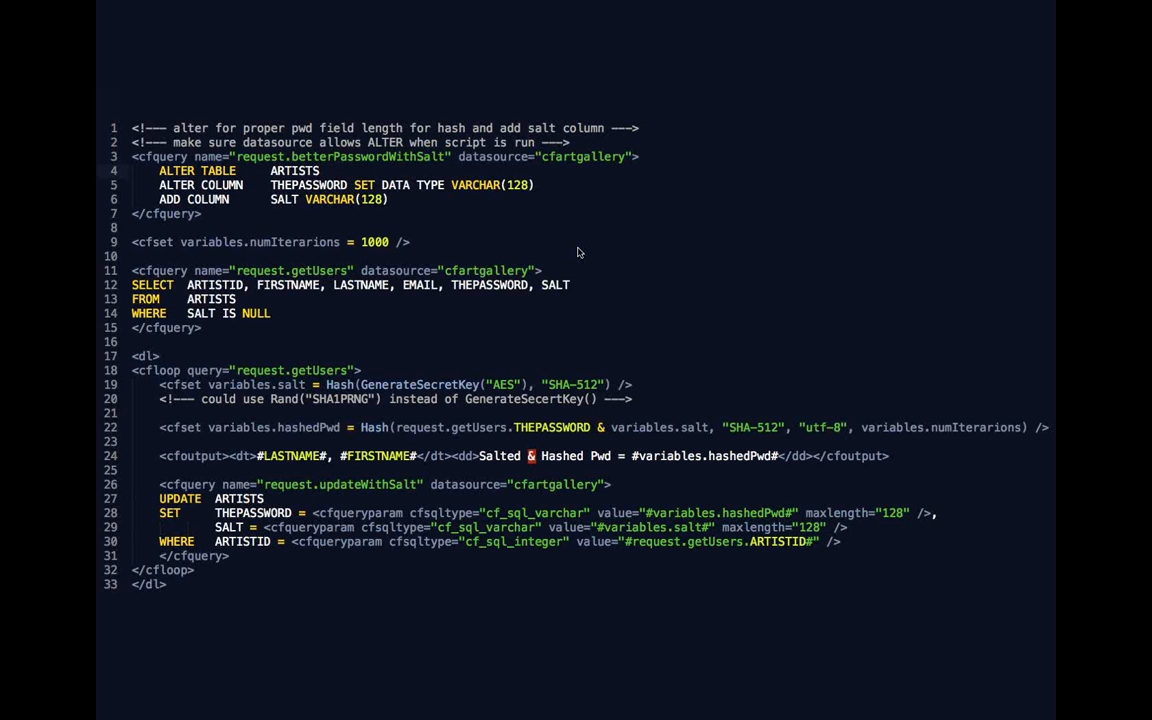 1 <!--- alter for proper pwd field length for hash and add salt column --->
2 <!--- make sure datasource allows ALTER when script is run --->
3 <cfquery name="request.betterPasswordWithSalt" datasource="cfartgallery">
4 ALTER TABLE ARTISTS
5 ALTER COLUMN THEPASSWORD SET DATA TYPE VARCHAR(128)
6 ADD COLUMN SALT VARCHAR(128)
7 </cfquery>
8
9 <cfset variables.numIterarions = 1000 />
10
11 <cfquery name="request.getUsers" datasource="cfartgallery">
12 SELECT ARTISTID, FIRSTNAME, LASTNAME, EMAIL, THEPASSWORD, SALT
13 FROM ARTISTS
14 WHERE SALT IS NULL
15 </cfquery>
16
17 <dl>
18 <cfloop query="request.getUsers">
19 <cfset variables.salt = Hash(GenerateSecretKey("AES"), "SHA-512") />
20 <!--- could use Rand("SHA1PRNG") instead of GenerateSecertKey() --->
21
22 <cfset variables.hashedPwd = Hash(request.getUsers.THEPASSWORD & variables.salt, "SHA-512", "utf-8", variables.numIterarions) />
23
24 <cfoutput><dt>#LASTNAME#, #FIRSTNAME#</dt><dd>Salted & Hashed Pwd = #variables.hashedPwd#</dd></cfoutput>
25
26 <cfquery name="request.updateWithSalt" datasource="cfartgallery">
27 UPDATE ARTISTS
28 SET THEPASSWORD = <cfqueryparam cfsqltype="cf_sql_varchar" value="#variables.hashedPwd#" maxlength="128" />,
29 SALT = <cfqueryparam cfsqltype="cf_sql_varchar" value="#variables.salt#" maxlength="128" />
30 WHERE ARTISTID = <cfqueryparam cfsqltype="cf_sql_integer" value="#request.getUsers.ARTISTID#" />
31 </cfquery>
32 </cfloop>
33 </dl>